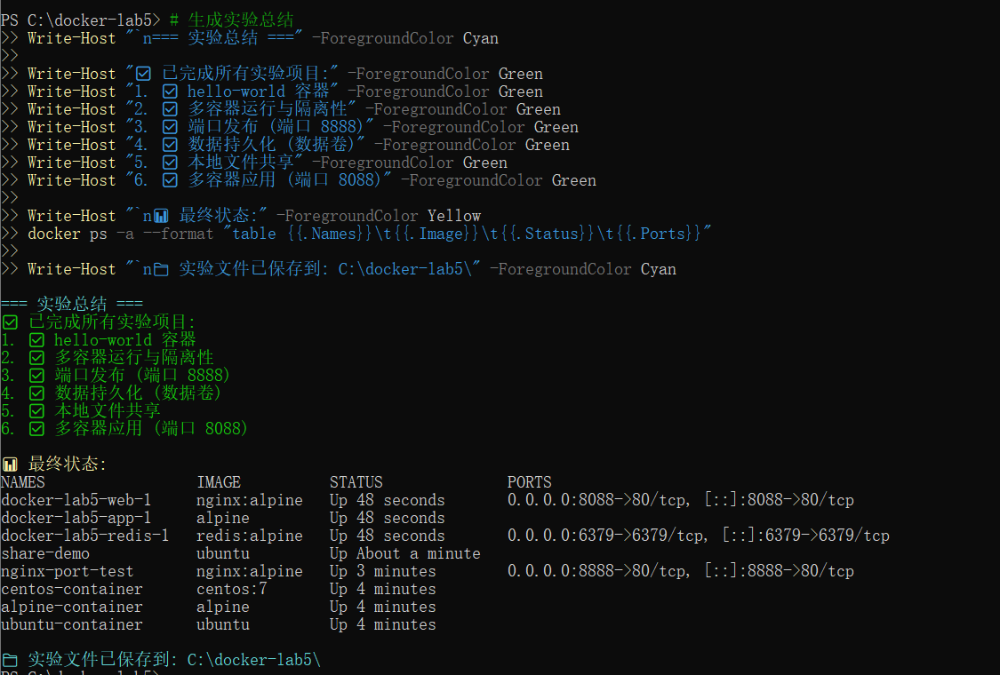 PS C:\docker-lab5> # 生成实验总结
>> Write-Host "`n=== 实验总结 ===" -ForegroundColor Cyan
>>
>> Write-Host "✅ 已完成所有实验项目:" -ForegroundColor Green
>> Write-Host "1. ✅ hello-world 容器" -ForegroundColor Green
>> Write-Host "2. ✅ 多容器运行与隔离性" -ForegroundColor Green
>> Write-Host "3. ✅ 端口发布 (端口 8888)" -ForegroundColor Green
>> Write-Host "4. ✅ 数据持久化 (数据卷)" -ForegroundColor Green
>> Write-Host "5. ✅ 本地文件共享" -ForegroundColor Green
>> Write-Host "6. ✅ 多容器应用 (端口 8088)" -ForegroundColor Green
>>
>> Write-Host "`n📊 最终状态:" -ForegroundColor Yellow
>> docker ps -a --format "table {{.Names}}\t{{.Image}}\t{{.Status}}\t{{.Ports}}"
>>
>> Write-Host "`n📁 实验文件已保存到: C:\docker-lab5\" -ForegroundColor Cyan
=== 实验总结 ===
✅ 已完成所有实验项目:
1. ✅ hello-world 容器
2. ✅ 多容器运行与隔离性
3. ✅ 端口发布 (端口 8888)
4. ✅ 数据持久化 (数据卷)
5. ✅ 本地文件共享
6. ✅ 多容器应用 (端口 8088)
📊 最终状态:
NAMES IMAGE STATUS PORTS
docker-lab5-web-1 nginx:alpine Up 48 seconds 0.0.0.0:8088->80/tcp, [::]:8088->80/tcp
docker-lab5-app-1 alpine Up 48 seconds
docker-lab5-redis-1 redis:alpine Up 48 seconds 0.0.0.0:6379->6379/tcp, [::]:6379->6379/tcp
share-demo ubuntu Up About a minute
nginx-port-test nginx:alpine Up 3 minutes 0.0.0.0:8888->80/tcp, [::]:8888->80/tcp
centos-container centos:7 Up 4 minutes
alpine-container alpine Up 4 minutes
ubuntu-container ubuntu Up 4 minutes
📁 实验文件已保存到: C:\docker-lab5\